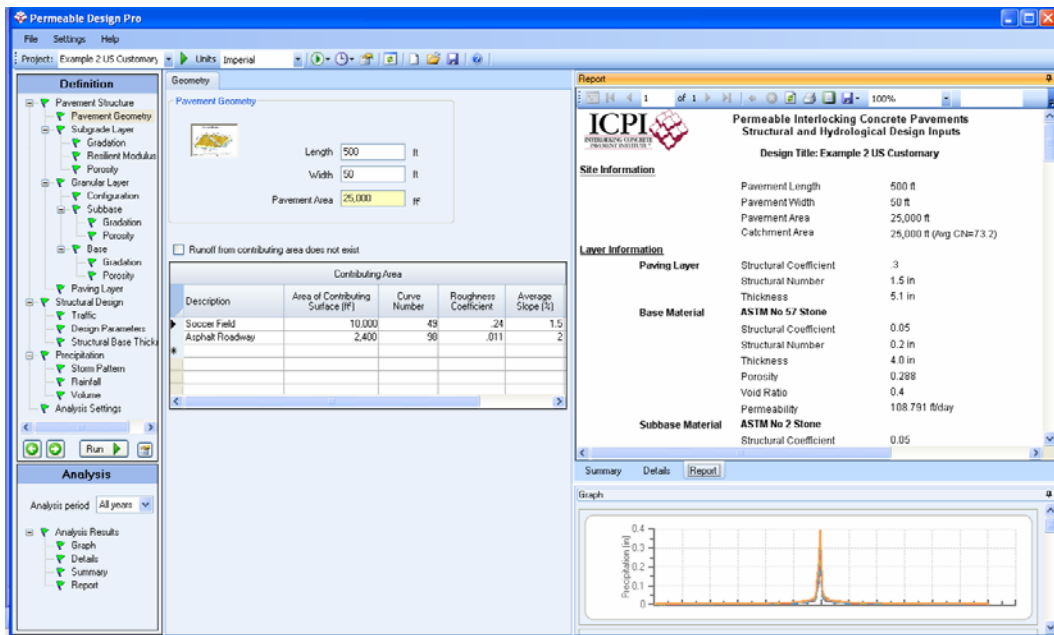 Permeable Design Pro
File Settings Help
Project: Example 2 US Customary Units Imperial
Definition
Pavement Structure
Pavement Geometry
Subgrade Layer
Gradation
Resilient Modulus
Porosity
Granular Layer
Configuration
Subbase
Gradation
Porosity
Base
Gradation
Porosity
Paving Layer
Structural Design
Traffic
Design Parameters
Structural Base Thick
Precipitation
Storm Pattern
Rainfall
Volume
Analysis Settings
Run
Analysis
Analysis period All years
Analysis Results
Graph
Details
Summary
Report
Geometry
Pavement Geometry
Length 500 ft
Width 50 ft
Pavement Area 25,000 ft²
Runoff from contributing area does not exist
Contributing Area
Description Area of Contributing Surface (ft²) Curve Number Roughness Coefficient Average Slope (%)
Soccer Field 10,000 49 .24 1.5
Asphalt Roadway 2,400 98 .011 2
Report
1 of 1 100%
ICPI
INTERLOCKING CONCRETE
PAVEMENT INSTITUTE
Permeable Interlocking Concrete Pavements
Structural and Hydrological Design Inputs
Design Title: Example 2 US Customary
Site Information
Pavement Length 500 ft
Pavement Width 50 ft
Pavement Area 25,000 ft
Catchment Area 25,000 ft (Avg CN=73.2)
Layer Information
Paving Layer Structural Coefficient .3
Structural Number 1.5 in
Thickness 5.1 in
Base Material ASTM No 57 Stone
Structural Coefficient 0.05
Structural Number 0.2 in
Thickness 4.0 in
Porosity 0.288
Void Ratio 0.4
Permeability 108.791 ft/day
Subbase Material ASTM No 2 Stone
Structural Coefficient 0.05
Summary Details Report
Graph
Precipitation (in)
0.4
0.3
0.2
0.1
0